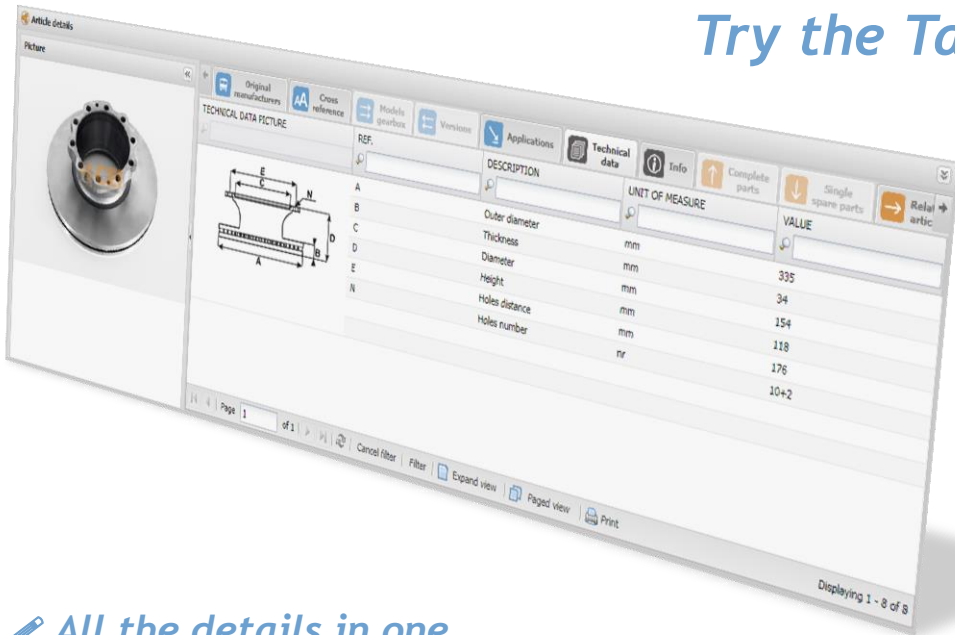 Try the
Article details
Picture
Original manufacturers
Cross reference
Models gearbox
Versions
Applications
Technical data
Info
Complete parts
Single spare parts
TECHNICAL DATA PICTURE
REF.
DESCRIPTION
UNIT OF MEASURE
VALUE
E
C
N
D
B
A
A Outer diameter mm 335
B Thickness mm 34
C Diameter mm 154
D Height mm 118
E Holes distance mm 176
N Holes number nr 10+2
Page 1 of 1 Cancel filter Filter Expand view Paged view Print
Displaying 1 - 8 of 8
All the details in one